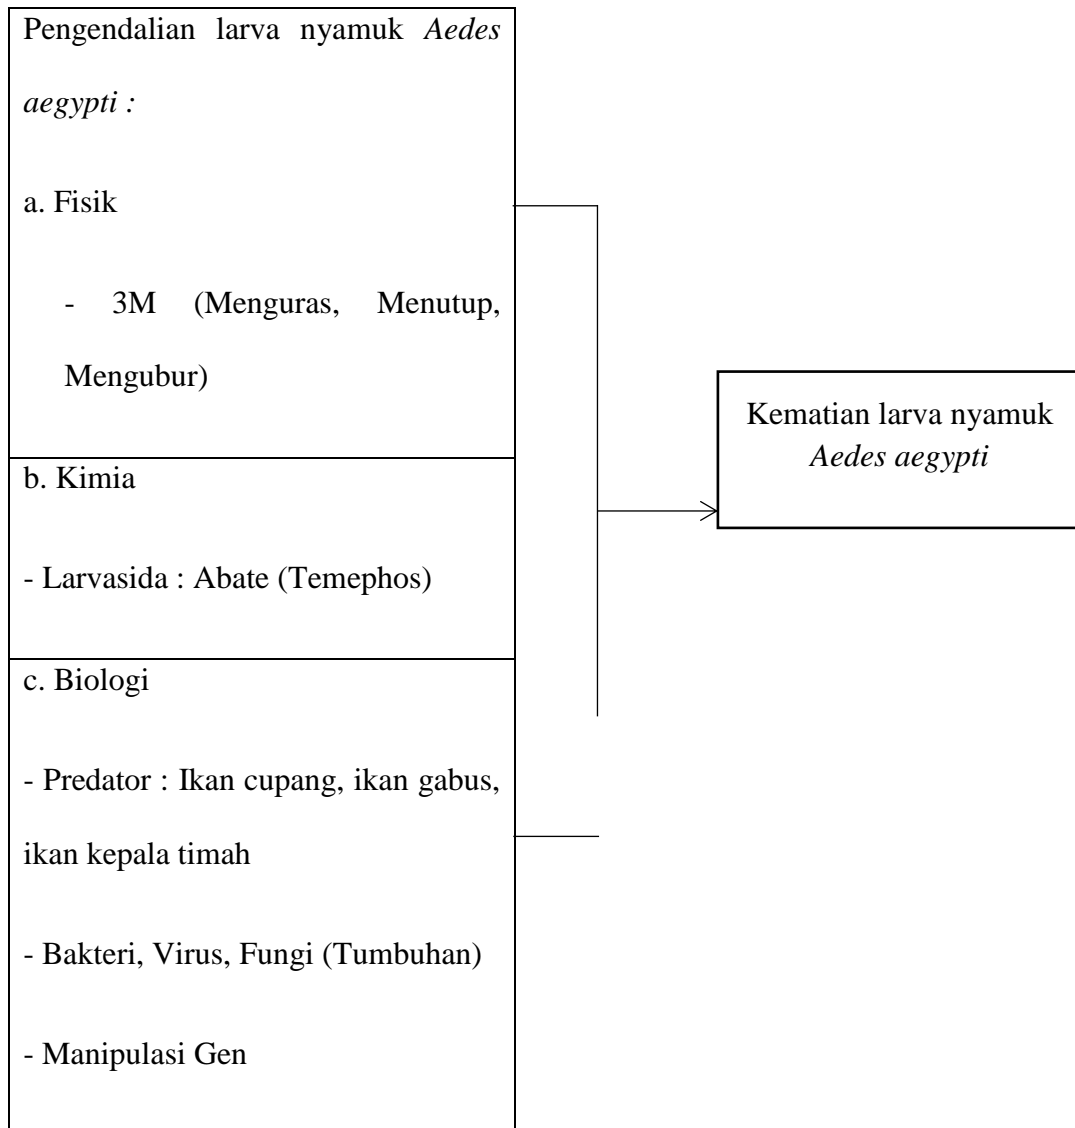 Pengendalian larva nyamuk Aedes
aegypti :
a. Fisik
- 3M (Menguras, Menutup,
Mengubur)
b. Kimia
- Larvasida : Abate (Temephos)
c. Biologi
- Predator : Ikan cupang, ikan gabus,
ikan kepala timah
- Bakteri, Virus, Fungi (Tumbuhan)
- Manipulasi Gen
Kematian larva nyamuk
Aedes aegypti